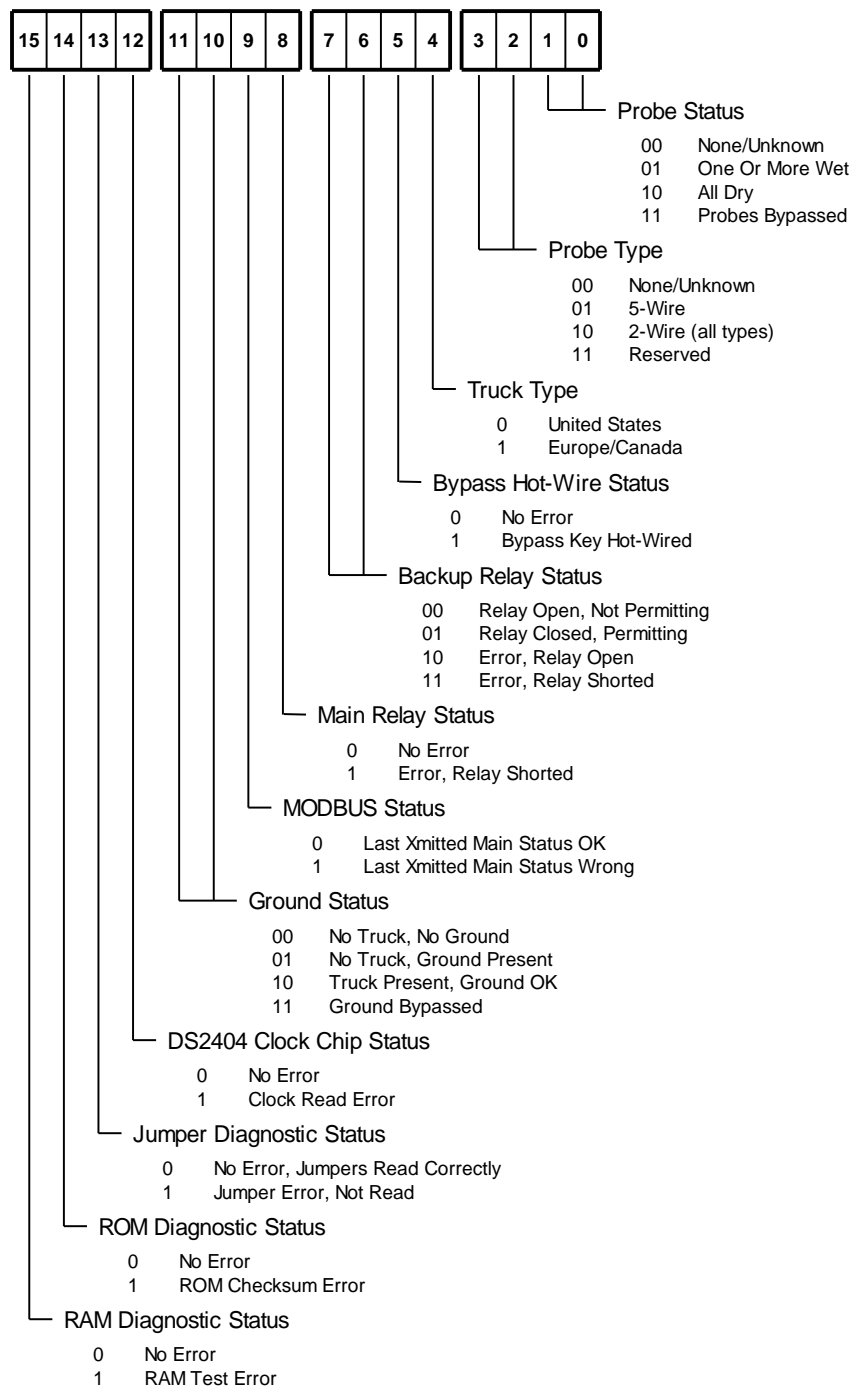 15 14 13 12 11 10 9 8 7 6 5 4 3 2 1 0
Probe Status
00 None/Unknown
01 One Or More Wet
10 All Dry
11 Probes Bypassed
Probe Type
00 None/Unknown
01 5-Wire
10 2-Wire (all types)
11 Reserved
Truck Type
0 United States
1 Europe/Canada
Bypass Hot-Wire Status
0 No Error
1 Bypass Key Hot-Wired
Backup Relay Status
00 Relay Open, Not Permitting
01 Relay Closed, Permitting
10 Error, Relay Open
11 Error, Relay Shorted
Main Relay Status
0 No Error
1 Error, Relay Shorted
MODBUS Status
0 Last Xmitted Main Status OK
1 Last Xmitted Main Status Wrong
Ground Status
00 No Truck, No Ground
01 No Truck, Ground Present
10 Truck Present, Ground OK
11 Ground Bypassed
DS2404 Clock Chip Status
0 No Error
1 Clock Read Error
Jumper Diagnostic Status
0 No Error, Jumpers Read Correctly
1 Jumper Error, Not Read
ROM Diagnostic Status
0 No Error
1 ROM Checksum Error
RAM Diagnostic Status
0 No Error
1 RAM Test Error